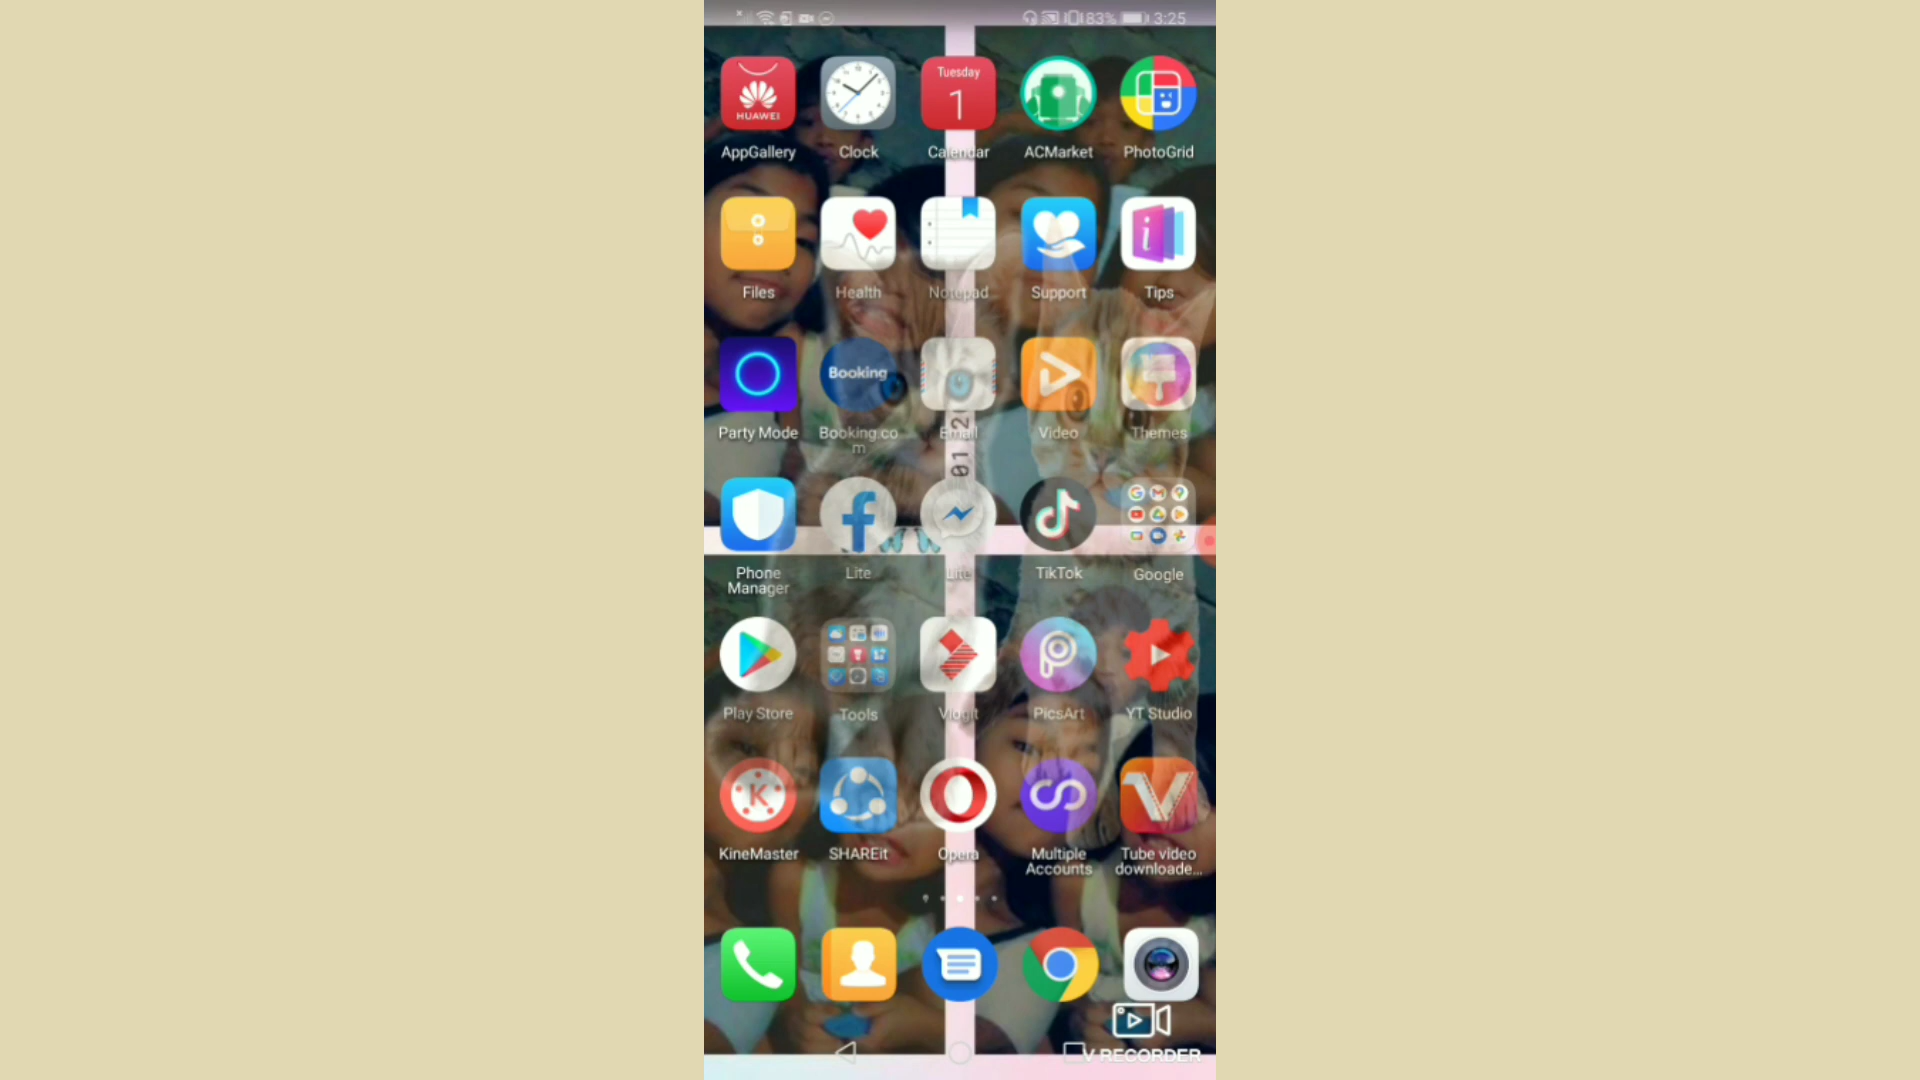 83% 3:25
HUAWEI
Tuesday
1
AppGallery
Clock
Calendar
ACMarket
PhotoGrid
Files
Health
Notepad
Support
Tips
Booking
Party Mode
Booking.co
m
Email
Video
Themes
01
Phone
Manager
Lite
Lite
TikTok
Google
Play Store
Tools
Vlogit
PicsArt
YT Studio
K
KineMaster
SHAREit
Opera
Multiple
Accounts
Tube video
downloade...
V RECORDER